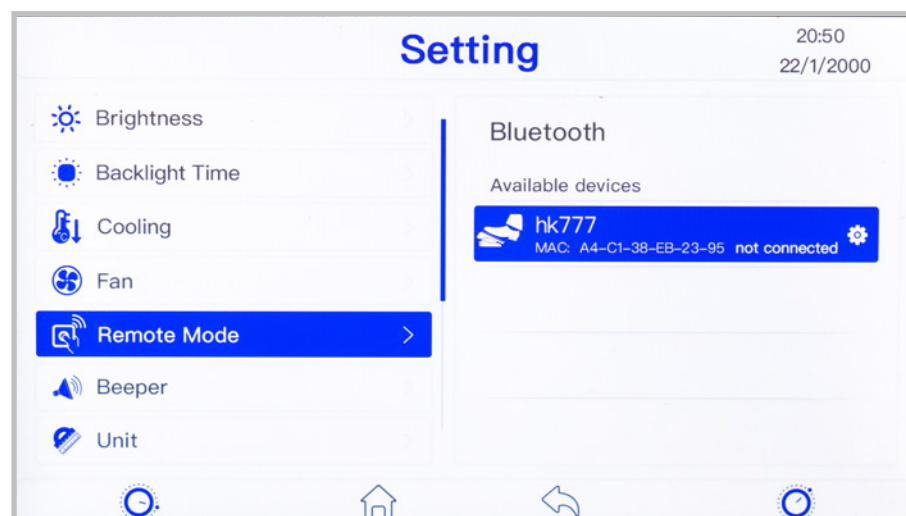 Setting
20:50
22/1/2000
Brightness
Backlight Time
Cooling
Fan
Remote Mode
Beeper
Unit
Bluetooth
Available devices
hk777
MAC: A4-C1-38-EB-23-95 not connected